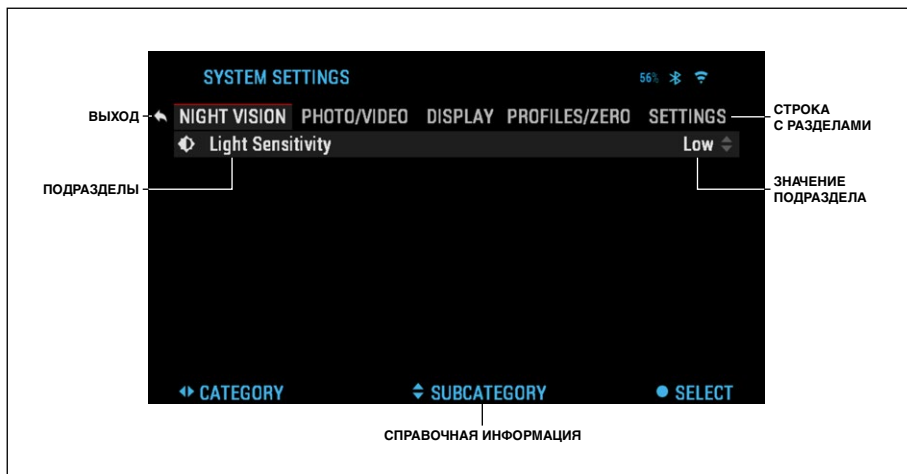 SYSTEM SETTINGS 56%
ВЫХОД NIGHT VISION PHOTO/VIDEO DISPLAY PROFILES/ZERO SETTINGS СТРОКА
С РАЗДЕЛАМИ
Light Sensitivity Low
ПОДРАЗДЕЛЫ ЗНАЧЕНИЕ
ПОДРАЗДЕЛА
CATEGORY SUBCATEGORY SELECT
СПРАВОЧНАЯ ИНФОРМАЦИЯ